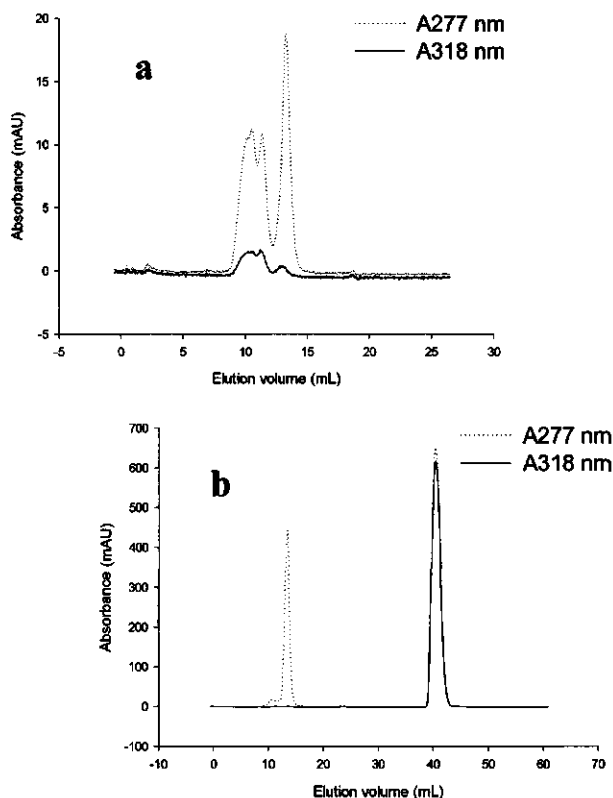 A277 nm
A318 nm
a
20
15
10
5
0
-5
Absorbance (mAU)
-5 0 5 10 15 20 25 30
Elution volume (mL)
A277 nm
A318 nm
b
700
600
500
400
300
200
100
0
-100
Absorbance (mAU)
-10 0 10 20 30 40 50 60 70
Elution volume (mL)